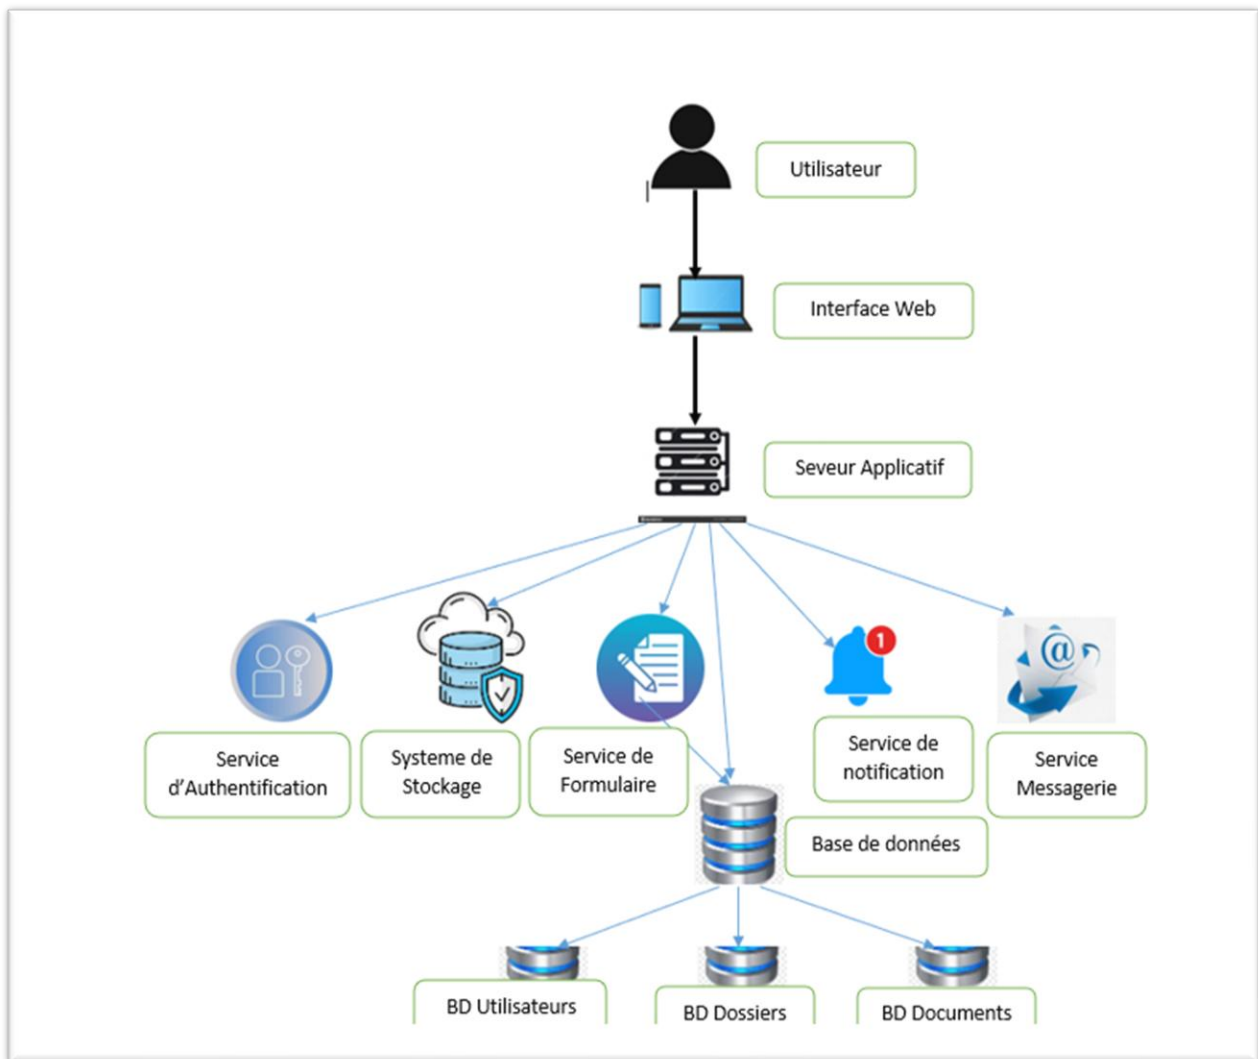 Utilisateur
Interface Web
Seveur Applicatif
1
@
Service
d'Authentification
Systeme de
Stockage
Service de
Formulaire
Service de
notification
Service
Messagerie
Base de données
BD Utilisateurs
BD Dossiers
BD Documents